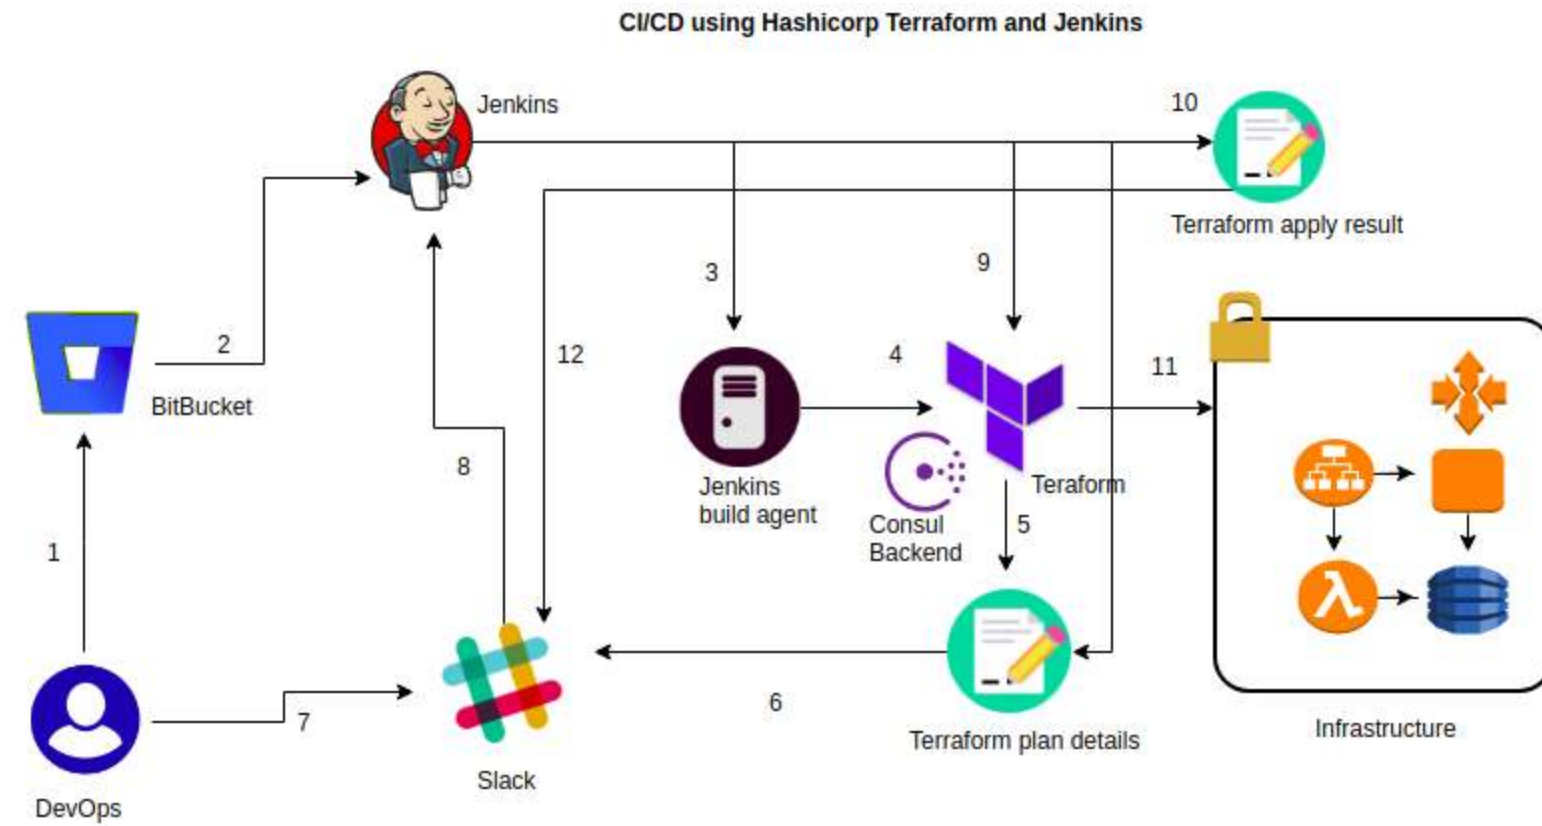 CI/CD using Hashicorp Terraform and Jenkins
Jenkins
10
Terraform apply result
3
9
2
12
4
11
BitBucket
8
Jenkins
build agent
Teraform
Consul
Backend
5
1
6
7
Terraform plan details
Infrastructure
Slack
DevOps